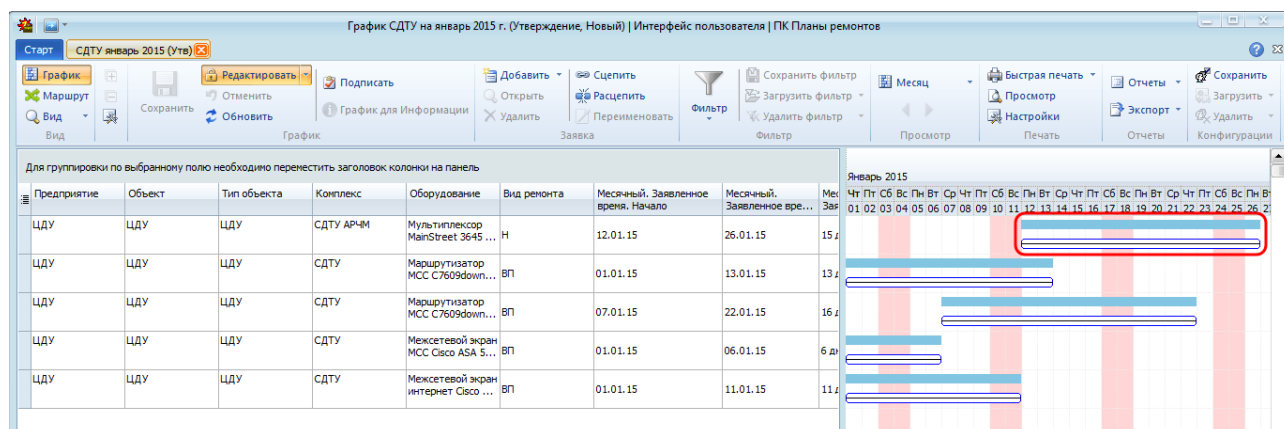 График СДТУ на январь 2015 г. (Утверждение, Новый) | Интерфейс пользователя | ПК Планы ремонтов
Старт СДТУ январь 2015 (Утв)
График Редактировать Подписать Добавить Сцепить Сохранить фильтр Месяц Быстрая печать Отчеты Сохранить
Маршрут Сохранить Отменить Открыть Расцепить Фильтр Загрузить фильтр Просмотр Загрузить
Вид Обновить График для Информации Удалить Переименовать Удалить фильтр Настройки Экспорт Удалить
Вид График Заявка Фильтр Просмотр Печать Отчеты Конфигурации
Для группировки по выбранному полю необходимо переместить заголовок колонки на панель
Январь 2015
Предприятие Объект Тип объекта Комплекс Оборудование Вид ремонта Месячный. Заявленное время. Начало Месячный. Заявленное вре... Мес Зая
Чт Пт Сб Вс Пн Вт Ср Чт Пт Сб Вс Пн Вт Ср Чт Пт Сб Вс Пн Вт Ср Чт Пт Сб Вс Пн Вт
01 02 03 04 05 06 07 08 09 10 11 12 13 14 15 16 17 18 19 20 21 22 23 24 25 26
ЦДУ ЦДУ ЦДУ СДТУ АРЧМ Мультиплексор MainStreet 3645 ... Н 12.01.15 26.01.15 15 д
ЦДУ ЦДУ ЦДУ СДТУ Маршрутизатор МСС C7609down... ВП 01.01.15 13.01.15 13 д
ЦДУ ЦДУ ЦДУ СДТУ Маршрутизатор МСС C7609down... ВП 07.01.15 22.01.15 16 д
ЦДУ ЦДУ ЦДУ СДТУ Межсетевой экран МСС Cisco ASA 5... ВП 01.01.15 06.01.15 6 дн
ЦДУ ЦДУ ЦДУ СДТУ Межсетевой экран интернет Cisco ... ВП 01.01.15 11.01.15 11 д